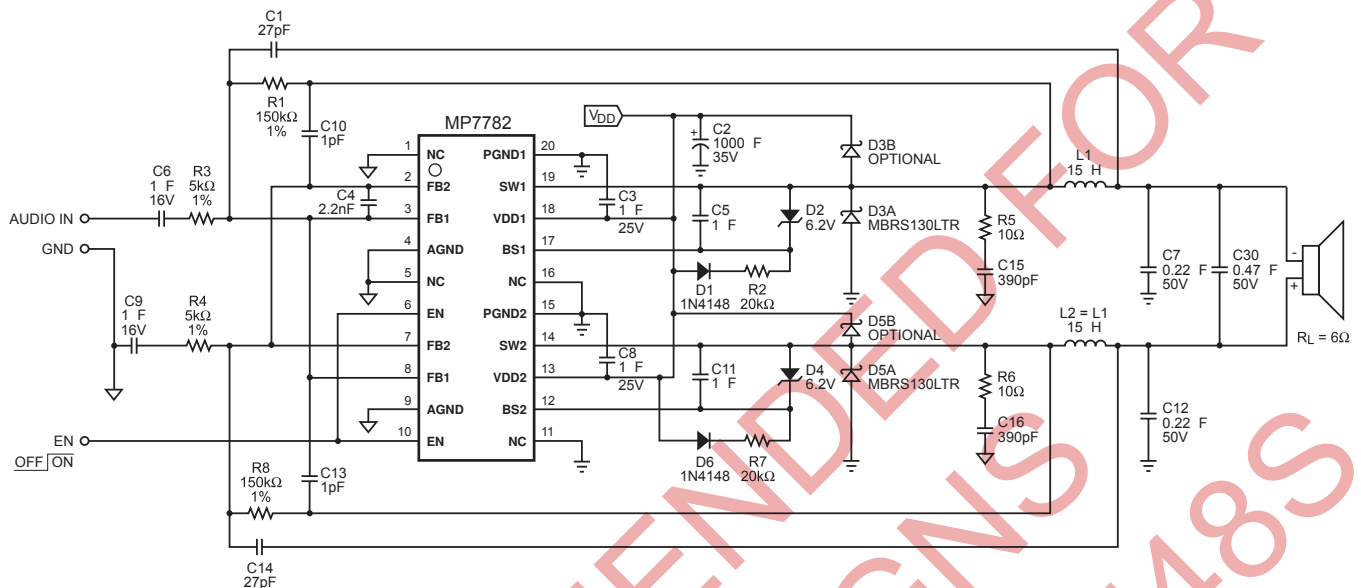 C1
27pF
R1
150kΩ
1%
C10
1pF
C6
1 F
16V
R3
5kΩ
1%
AUDIO IN
GND
C4
2.2nF
C9
1 F
16V
R4
5kΩ
1%
EN
OFF ON
R8
150kΩ
1%
C13
1pF
C14
27pF
MP7782
1 NC PGND1 20
2 FB2 SW1 19
3 FB1 VDD1 18
4 AGND BS1 17
5 NC NC 16
6 EN PGND2 15
7 FB2 SW2 14
8 FB1 VDD2 13
9 AGND BS2 12
10 EN NC 11
VDD
C2
1000 F
35V
+
D3B
OPTIONAL
C3
1 F
25V
C5
1 F
D2
6.2V
D3A
MBRS130LTR
D1
1N4148
R2
20kΩ
D5B
OPTIONAL
C8
1 F
25V
C11
1 F
D4
6.2V
D5A
MBRS130LTR
D6
1N4148
R7
20kΩ
R5
10Ω
C15
390pF
R6
10Ω
C16
390pF
L1
15 H
L2 = L1
15 H
C7
0.22 F
50V
C30
0.47 F
50V
C12
0.22 F
50V
-
+
RL = 6Ω
ENDED FOR
GNS
48S